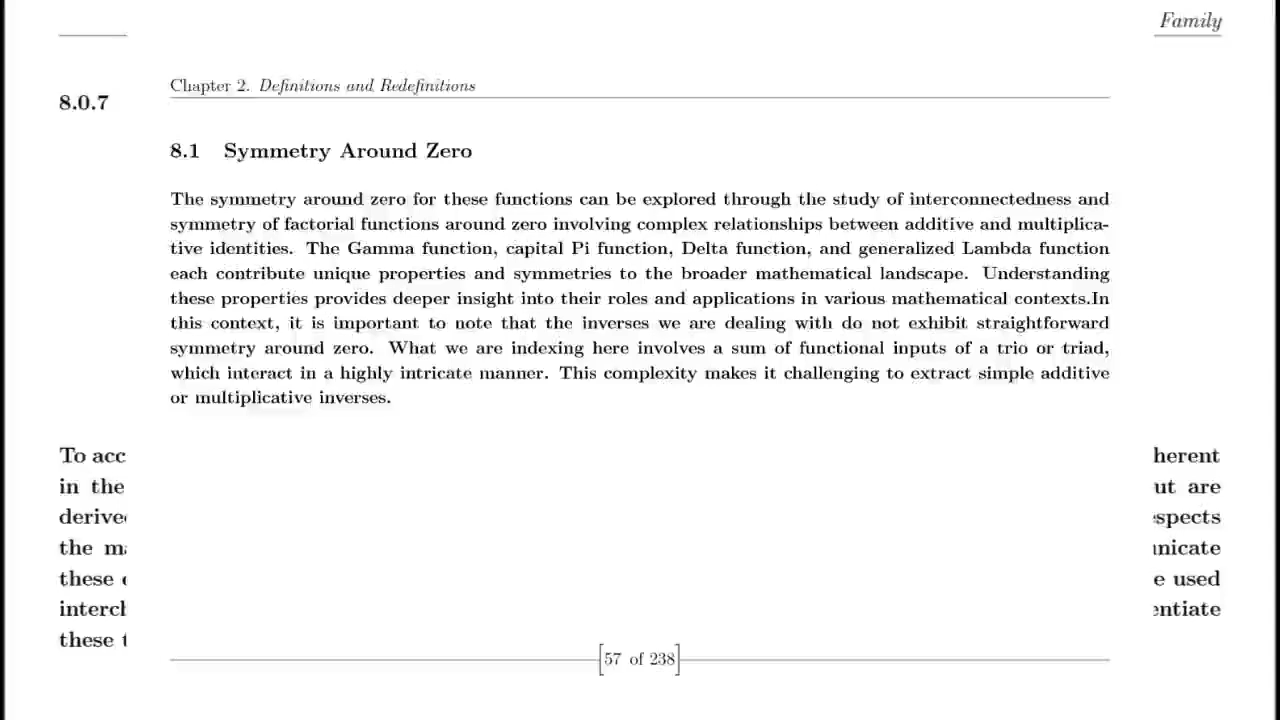 Family
8.0.7
Chapter 2. Definitions and Redefinitions
8.1 Symmetry Around Zero
The symmetry around zero for these functions can be explored through the study of interconnectedness and
symmetry of factorial functions around zero involving complex relationships between additive and multiplica-
tive identities. The Gamma function, capital Pi function, Delta function, and generalized Lambda function
each contribute unique properties and symmetries to the broader mathematical landscape. Understanding
these properties provides deeper insight into their roles and applications in various mathematical contexts.In
this context, it is important to note that the inverses we are dealing with do not exhibit straightforward
symmetry around zero. What we are indexing here involves a sum of functional inputs of a trio or triad,
which interact in a highly intricate manner. This complexity makes it challenging to extract simple additive
or multiplicative inverses.
To acc herent
in the ut are
derive spects
the m nicate
these e used
interc entiate
these t
57 of 238